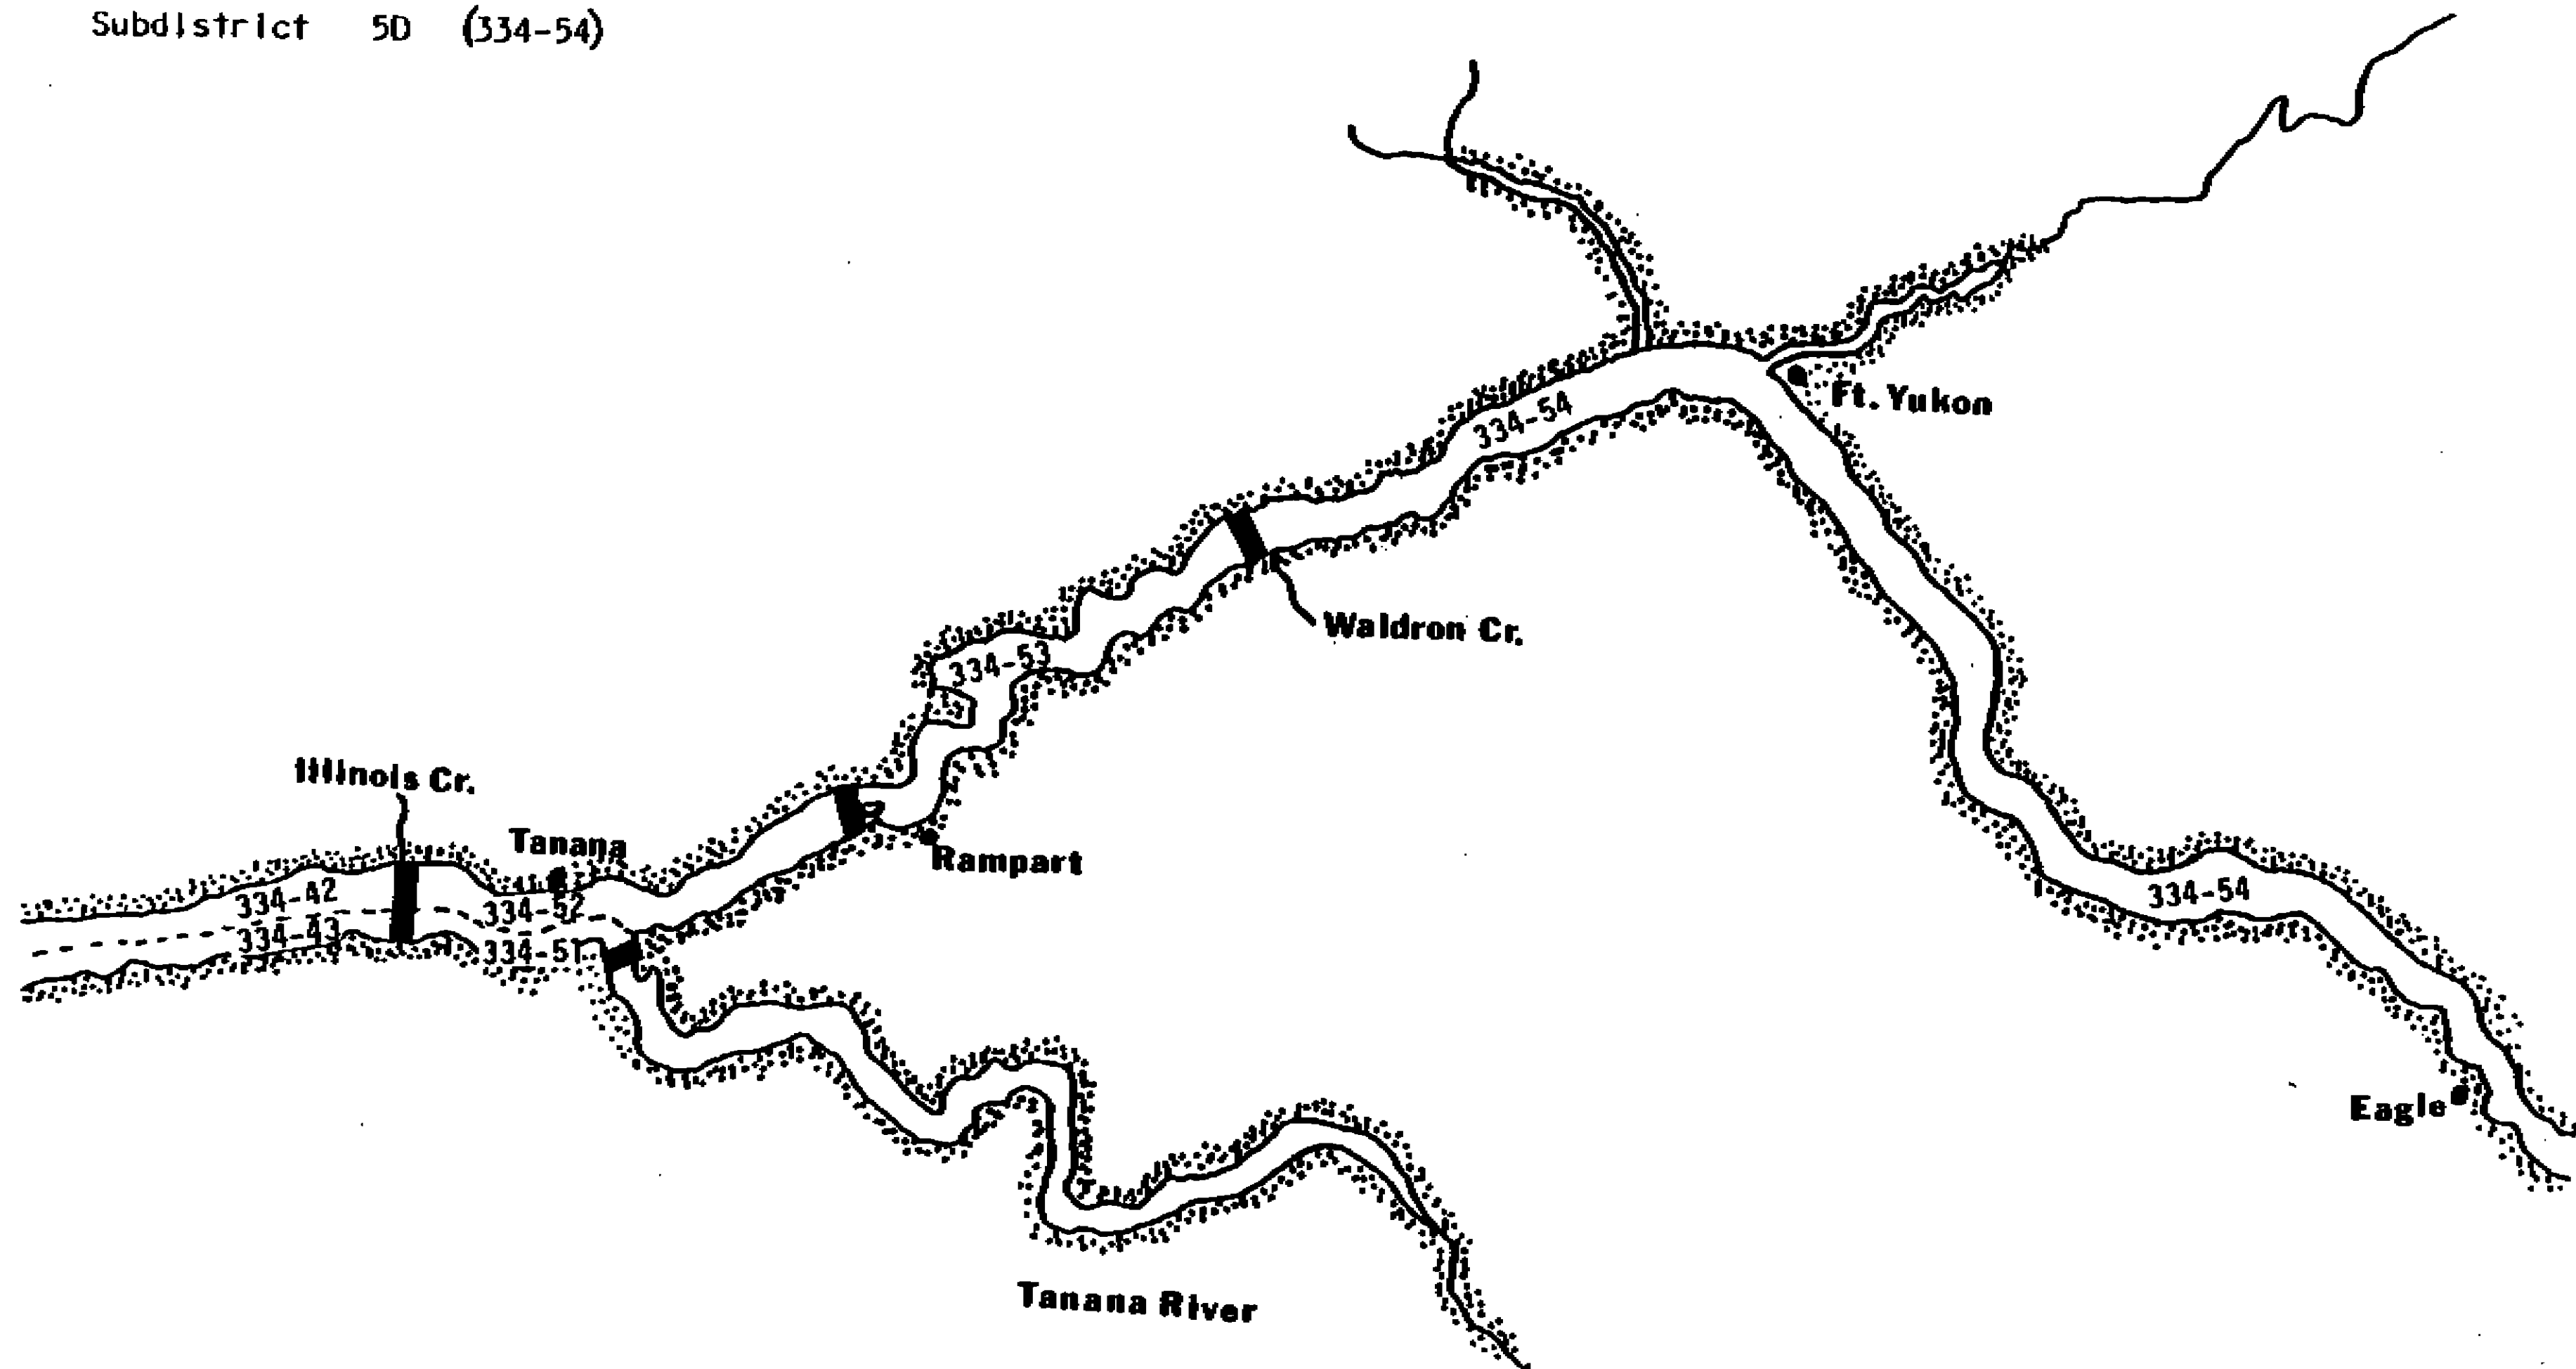 Subdistrict 5D (334-54)
Ft. Yukon
334-54
Waldron Cr.
334-53
Illinois Cr.
Tanana
Rampart
334-42
334-52
334-43
334-51
334-54
Eagle
Tanana River